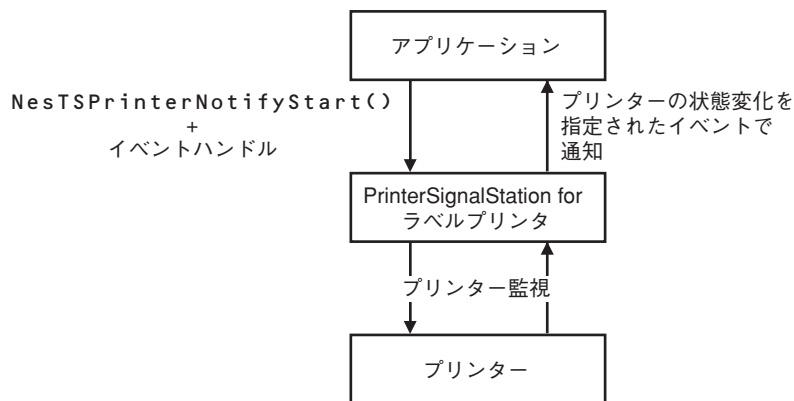 アプリケーション
NesTSPrinterNotifyStart()
+
イベントハンドル
プリンターの状態変化を
指定されたイベントで
通知
PrinterSignalStation for
ラベルプリンタ
プリンター監視
プリンター